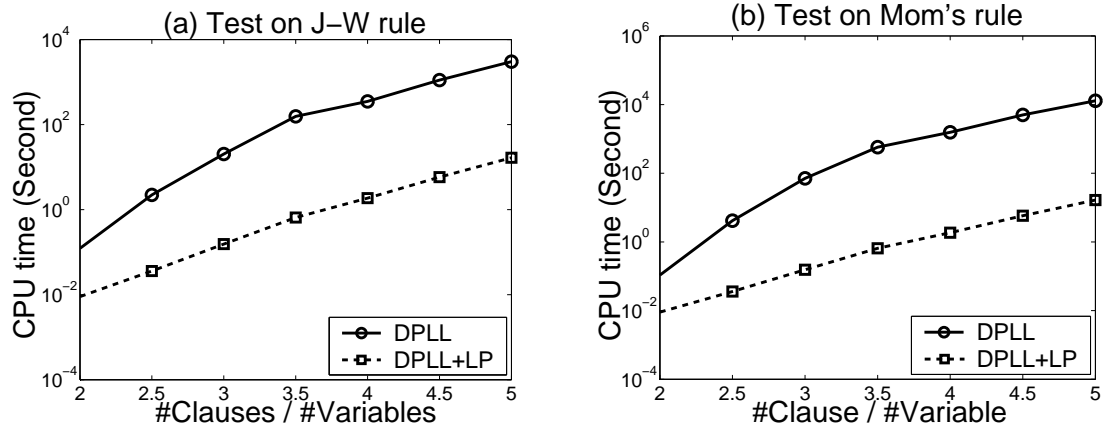 (a) Test on J−W rule
10^4
10^2
10^0
10^−2
10^−4
CPU time (Second)
DPLL
DPLL+LP
2 2.5 3 3.5 4 4.5 5
#Clauses / #Variables
(b) Test on Mom's rule
10^6
10^4
10^2
10^0
10^−2
10^−4
CPU time (Second)
DPLL
DPLL+LP
2 2.5 3 3.5 4 4.5 5
#Clause / #Variable